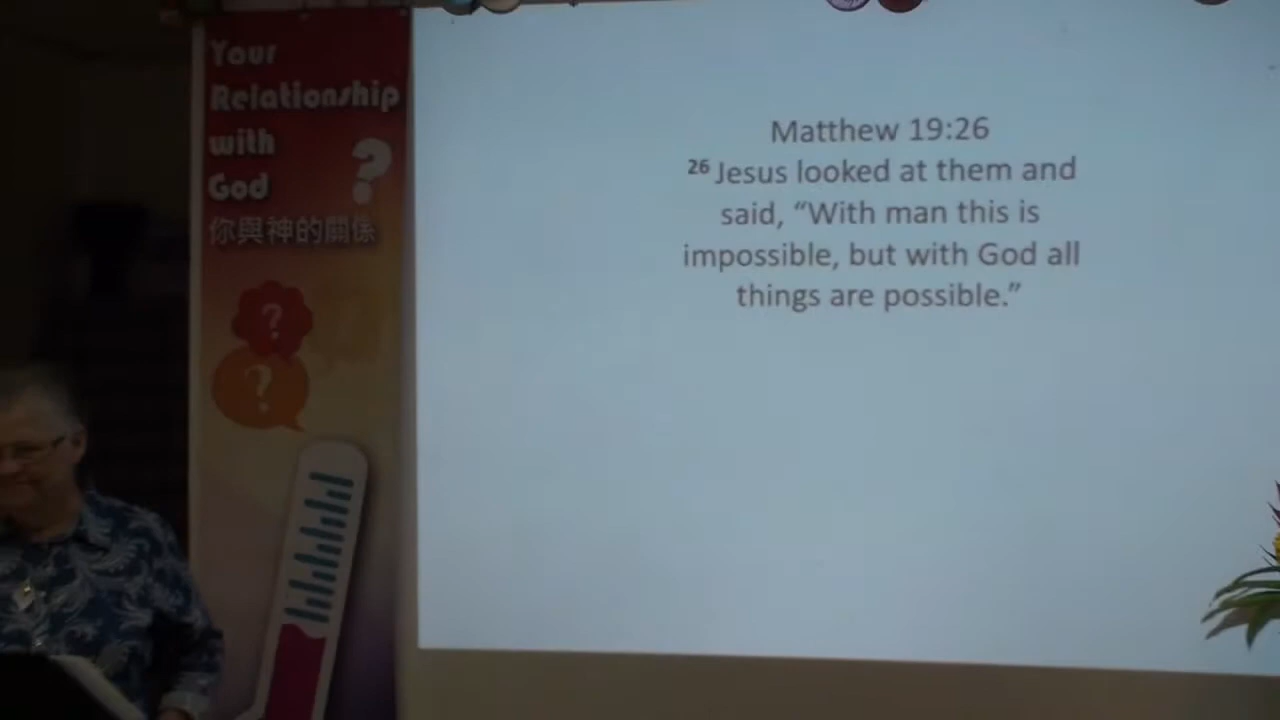 Your
Relationship
with
God
?
你與神的關係
?
?
Matthew 19:26
26 Jesus looked at them and
said, “With man this is
impossible, but with God all
things are possible.”